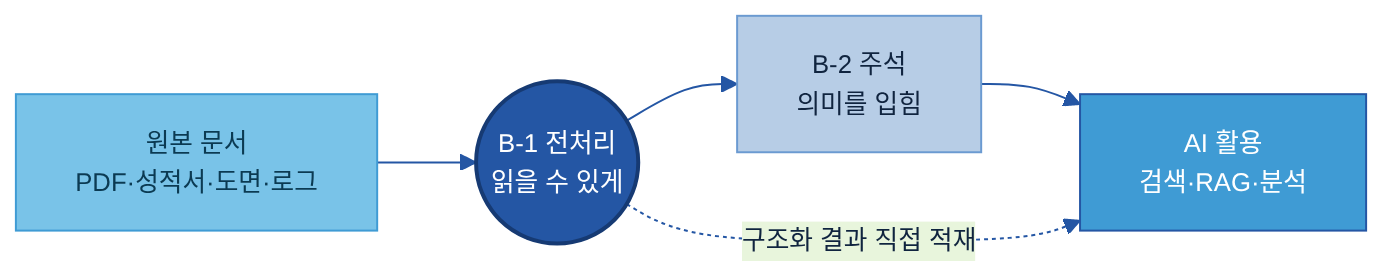 원본 문서
PDF·성적서·도면·로그
B-1 전처리
읽을 수 있게
B-2 주석
의미를 입힘
구조화 결과 직접 적재
AI 활용
검색·RAG·분석